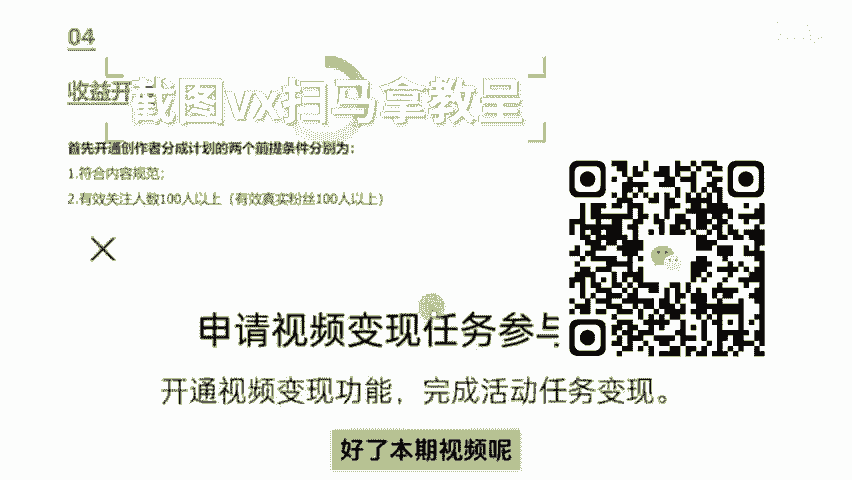 04
收益开
截图vx扫马拿教呈
首先开通创作者分成计划的两个前提条件分别为：
1.符合内容规范；
2.有效关注人数100人以上（有效真实粉丝100人以上）
申请视频变现任务参与
开通视频变现功能，完成活动任务变现。
好了本期视频呢